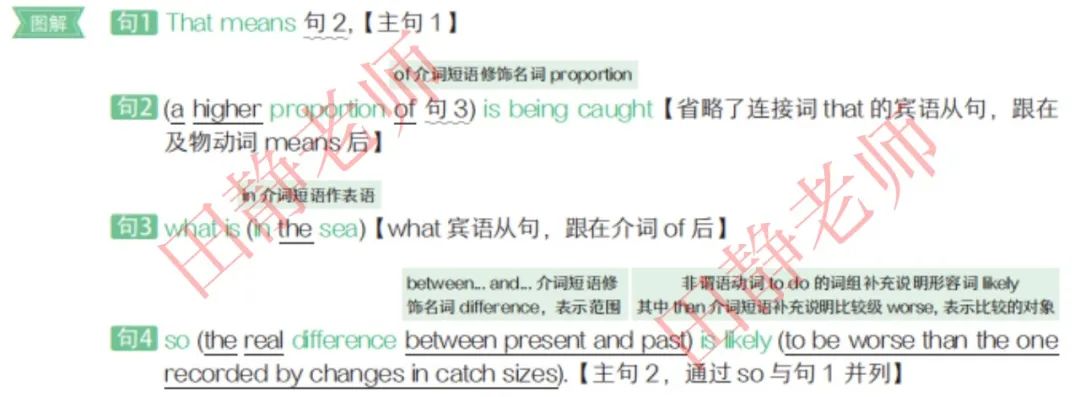 图解 句1 That means 句2,【主句1】
of 介词短语修饰名词 proportion
句2 (a higher proportion of 句3) is being caught【省略了连接词 that 的宾语从句，跟在
及物动词 means 后】
in 介词短语作表语
句3 what is (in the sea)【what 宾语从句，跟在介词 of 后】
between... and... 介词短语修 非谓语动词 to do 的词组补充说明形容词 likely
饰名词 difference，表示范围 其中 than 介词短语补充说明比较级 worse, 表示比较的对象
句4 so (the real difference between present and past) is likely (to be worse than the one
recorded by changes in catch sizes).【主句2，通过 so 与句1 并列】
田静老师
田静老师